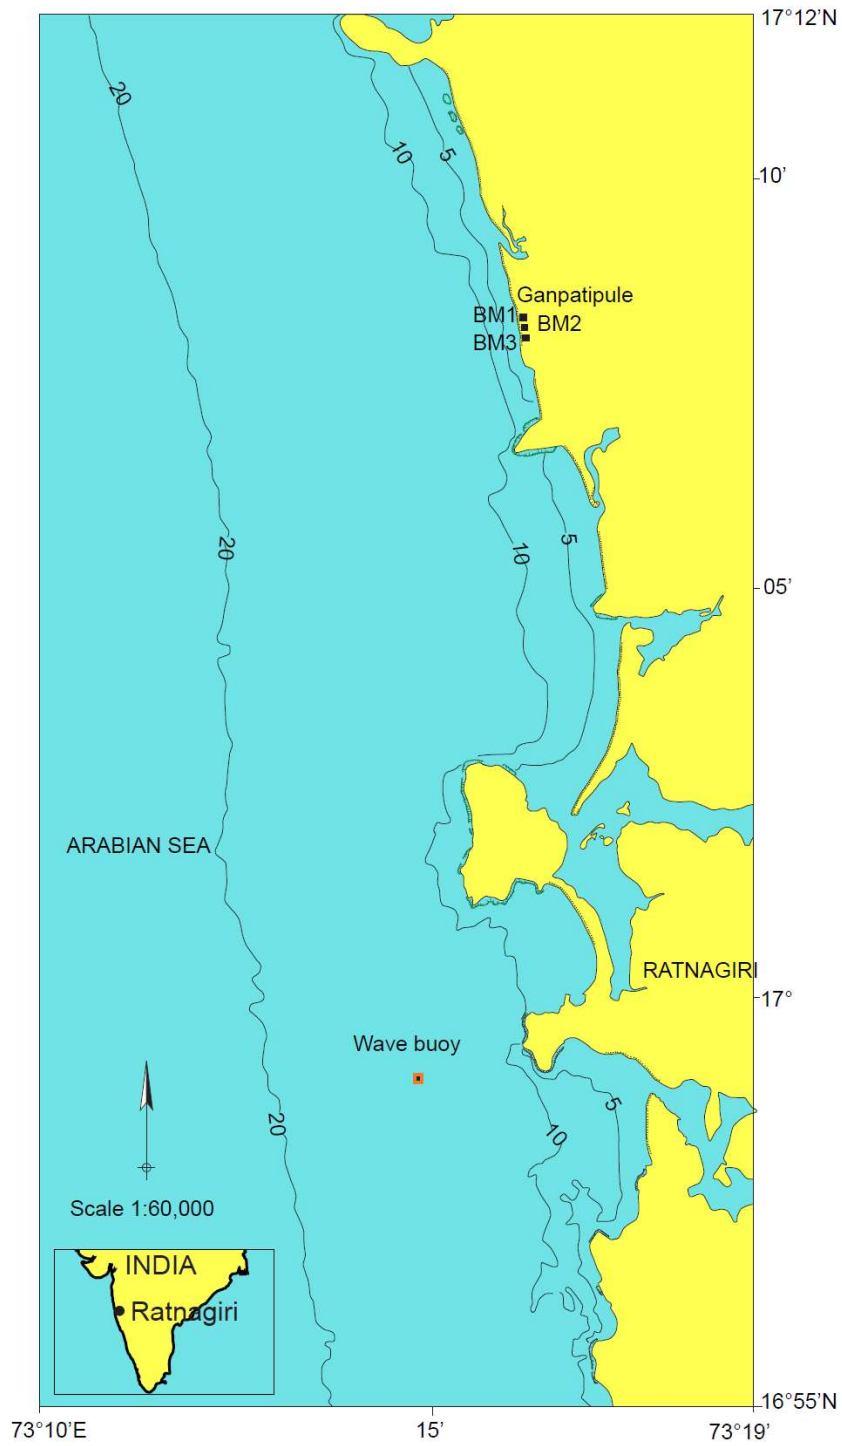 17°12'N
20
10
5
10'
Ganpatipule
BM1
BM2
BM3
20
10
5
05'
ARABIAN SEA
RATNAGIRI
17°
Wave buoy
20
10
5
Scale 1:60,000
INDIA
Ratnagiri
16°55'N
73°10'E
15'
73°19'